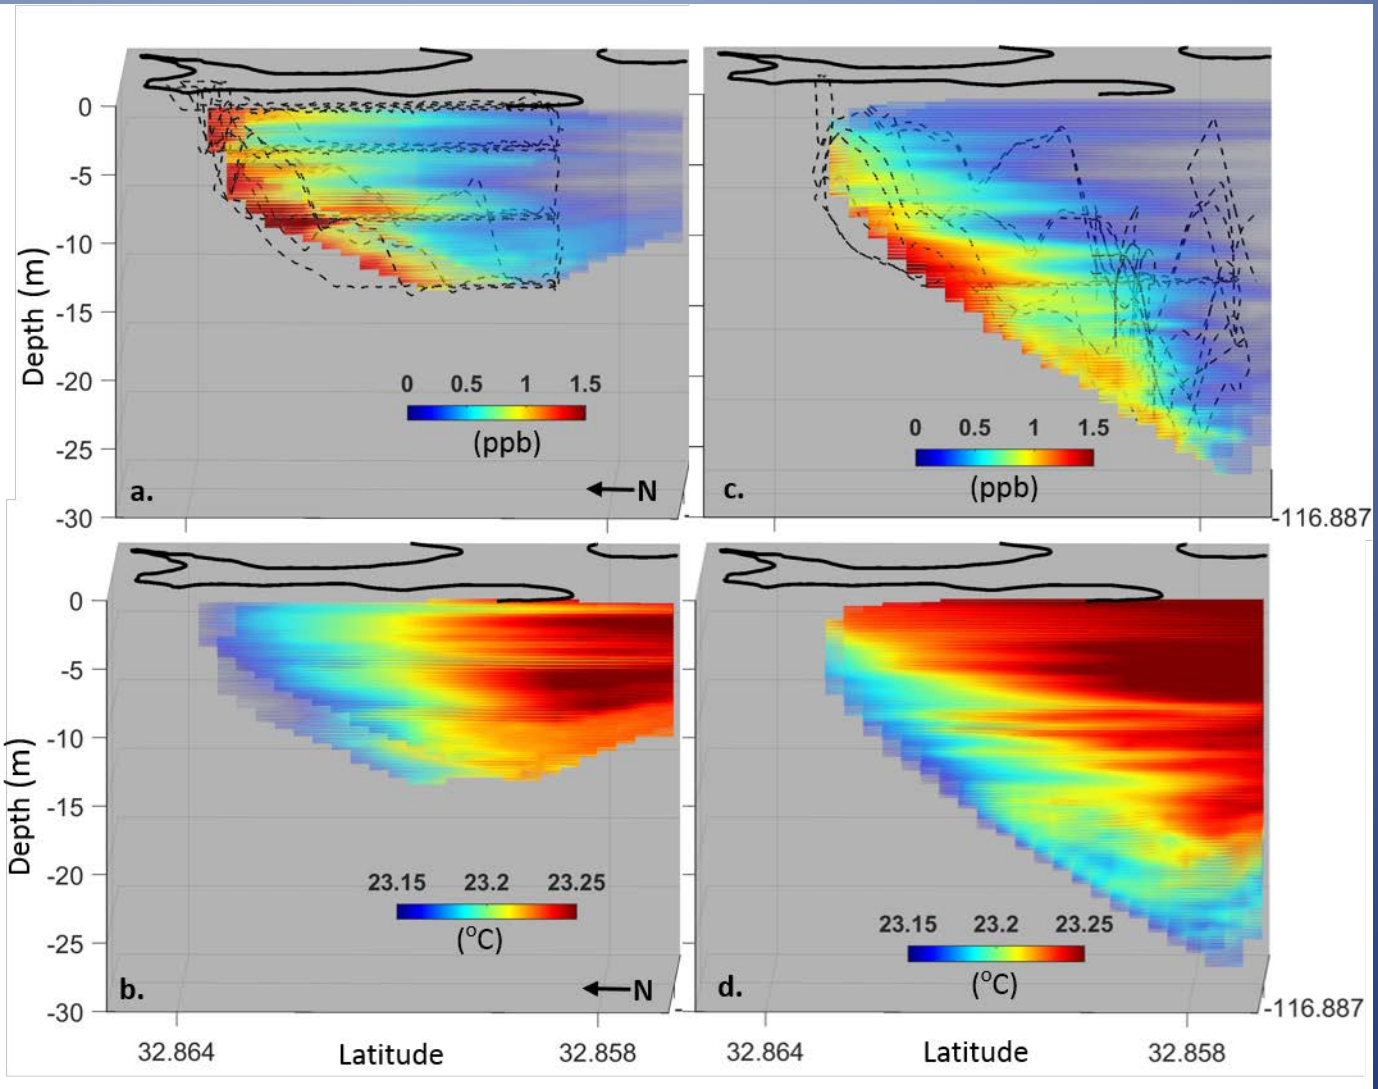 0
-5
-10
-15
-20
-25
-30
Depth (m)
0 0.5 1 1.5
(ppb)
a.
N
0 0.5 1 1.5
(ppb)
c.
-116.887
0
-5
-10
-15
-20
-25
-30
Depth (m)
23.15 23.2 23.25
(°C)
b.
N
23.15 23.2 23.25
(°C)
d.
-116.887
32.864 Latitude 32.858
32.864 Latitude 32.858